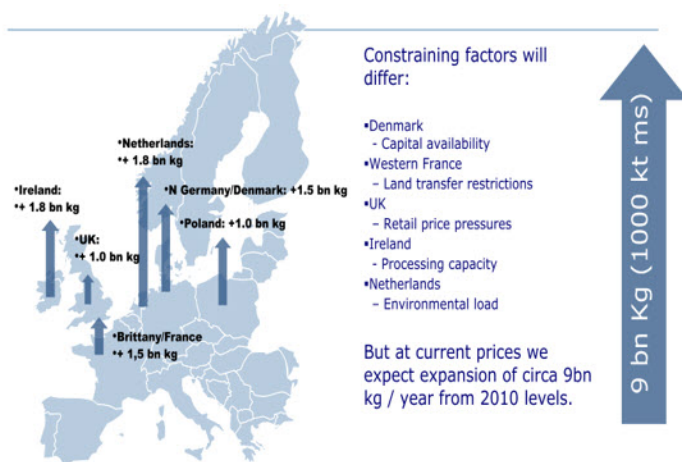 •Netherlands:
•+ 1.8 bn kg
•Ireland:
•+ 1.8 bn kg
•N Germany/Denmark: +1.5 bn kg
•Poland: +1.0 bn kg
•UK:
•+ 1.0 bn kg
•Brittany/France
•+ 1,5 bn kg
Constraining factors will
differ:
▪Denmark
- Capital availability
▪Western France
– Land transfer restrictions
▪UK
– Retail price pressures
▪Ireland
- Processing capacity
▪Netherlands
– Environmental load
But at current prices we
expect expansion of circa 9bn
kg / year from 2010 levels.
9 bn Kg (1000 kt ms)